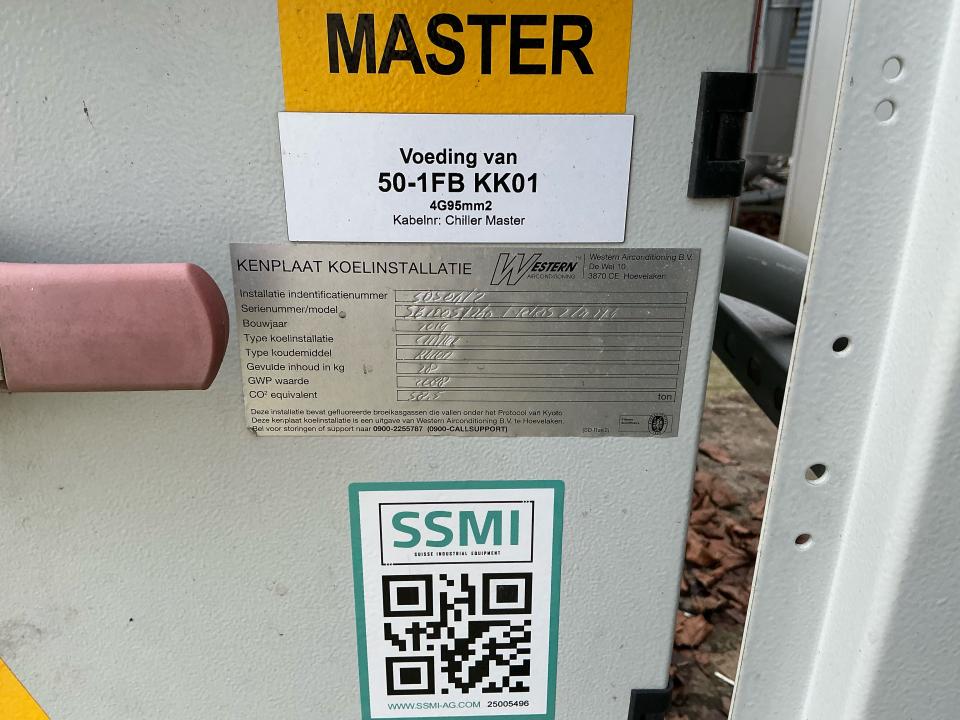 MASTER
Voeding van
50-1FB KK01
4G95mm2
Kabelnr: Chiller Master
KENPLAAT KOELINSTALLATIE
WESTERN
AIRCONDITIONING
Western Airconditioning B.V.
De Wel 10
3870 CE Hoevelaken
Installatie indentificatienummer
Serienummer/model
Bouwjaar
Type koelinstallatie
Type koudemiddel
Gevulde inhoud in kg
GWP waarde
CO² equivalent ton
Deze installatie bevat gefluoreerde broeikasgassen die vallen onder het Protocol van Kyoto
Deze kenplaat koelinstallatie is een uitgave van Western Airconditioning B.V. te Hoevelaken.
Bel voor storingen of support naar 0900-2255787 (0900-CALLSUPPORT)
SSMI
SUISSE INDUSTRIAL EQUIPMENT
WWW.SSMI-AG.COM 25005496